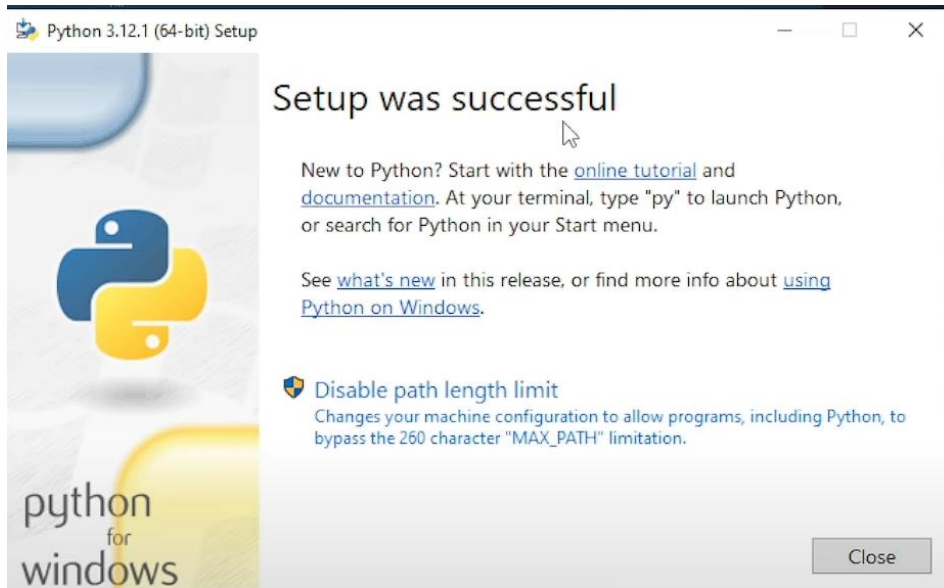 Python 3.12.1 (64-bit) Setup
Setup was successful
New to Python? Start with the online tutorial and
documentation. At your terminal, type "py" to launch Python,
or search for Python in your Start menu.
See what's new in this release, or find more info about using
Python on Windows.
Disable path length limit
Changes your machine configuration to allow programs, including Python, to
bypass the 260 character "MAX_PATH" limitation.
python
for
windows
Close